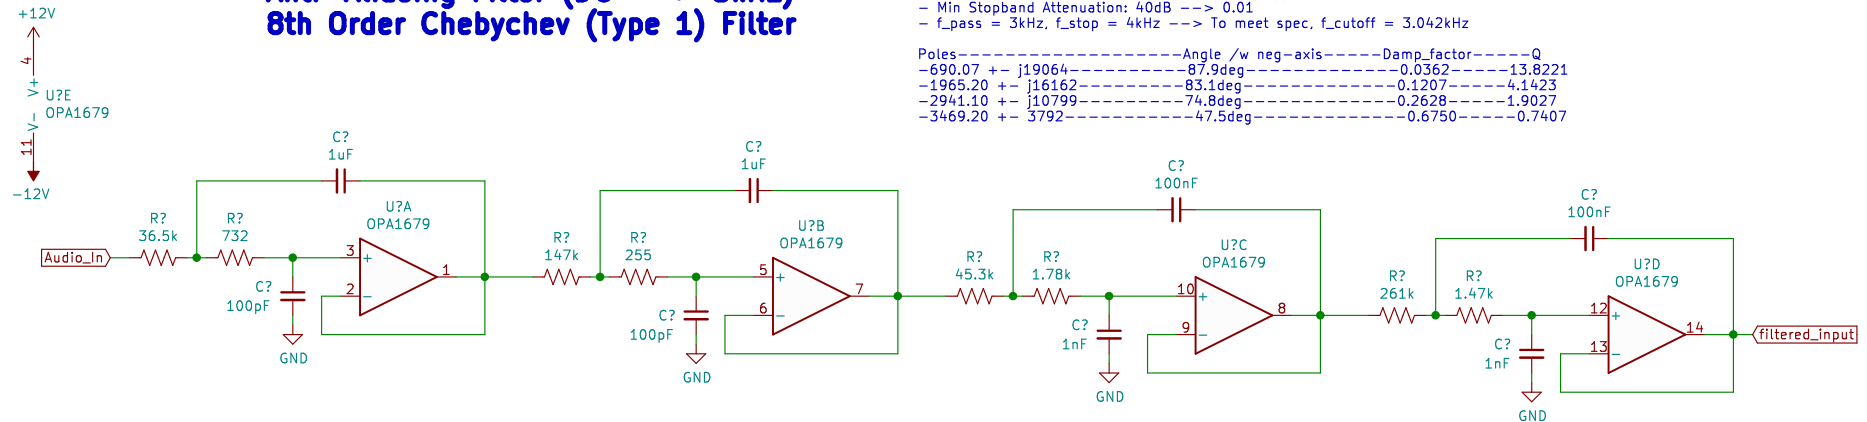 8th Order Chebychev (Type 1) Filter
- Min Stopband Attenuation: 40dB --> 0.01
- f_pass = 3kHz, f_stop = 4kHz --> To meet spec, f_cutoff = 3.042kHz
Poles--------------------Angle /w neg-axis-----Damp_factor-----Q
-690.07 +- j19064----------87.9deg-------------0.0362-----13.8221
-1965.20 +- j16162---------83.1deg-------------0.1207-----4.1423
-2941.10 +- j10799---------74.8deg-------------0.2628-----1.9027
-3469.20 +- 3792-----------47.5deg-------------0.6750-----0.7407
+12V
4
V+
U?E
OPA1679
V-
11
-12V
C?
1uF
R?
36.5k
R?
732
U?A
OPA1679
Audio_In
3
+
1
2
-
C?
100pF
GND
C?
1uF
R?
147k
R?
255
U?B
OPA1679
5
+
7
6
-
C?
100pF
GND
C?
100nF
R?
45.3k
R?
1.78k
U?C
OPA1679
10
+
8
9
-
C?
1nF
GND
C?
100nF
R?
261k
R?
1.47k
U?D
OPA1679
12
+
14
13
-
filtered_input
C?
1nF
GND